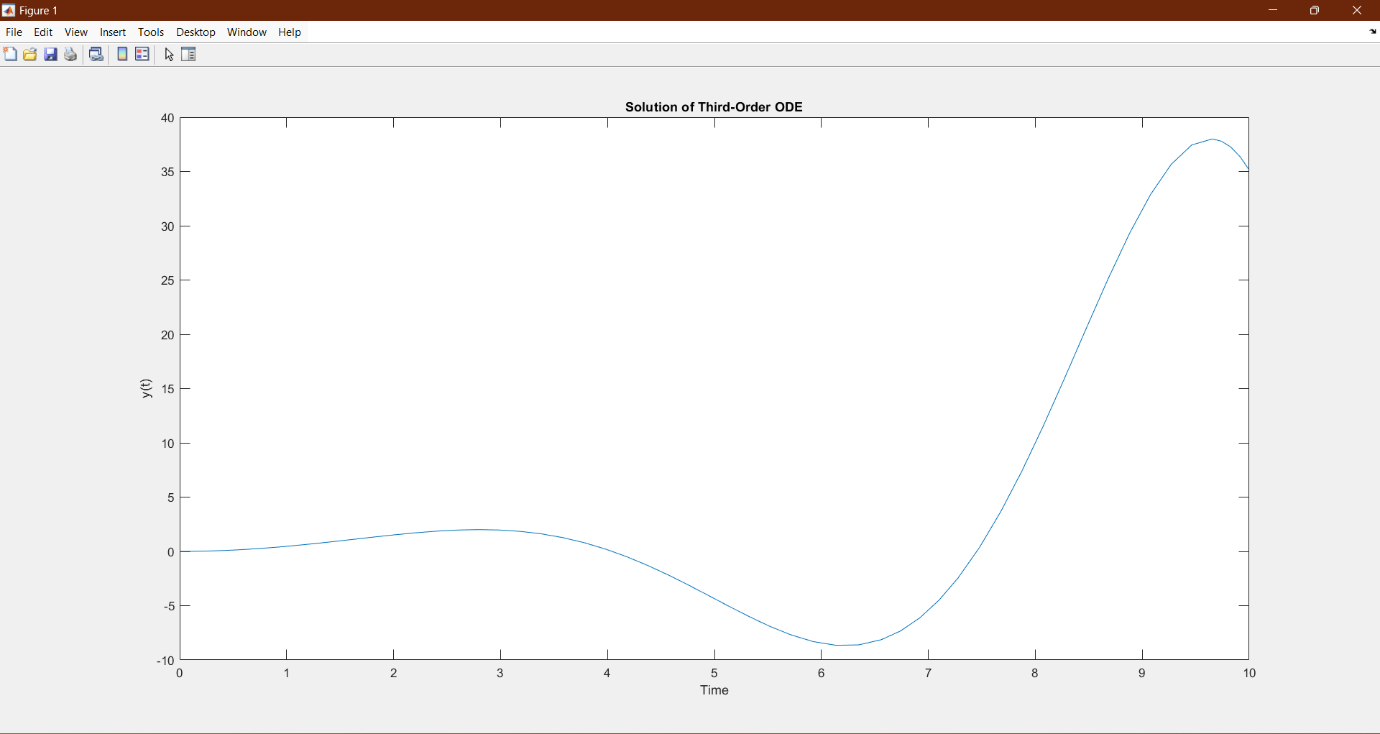 Figure 1
File Edit View Insert Tools Desktop Window Help
Solution of Third-Order ODE
40
35
30
25
20
15
10
5
0
-5
-10
y(t)
0 1 2 3 4 5 6 7 8 9 10
Time